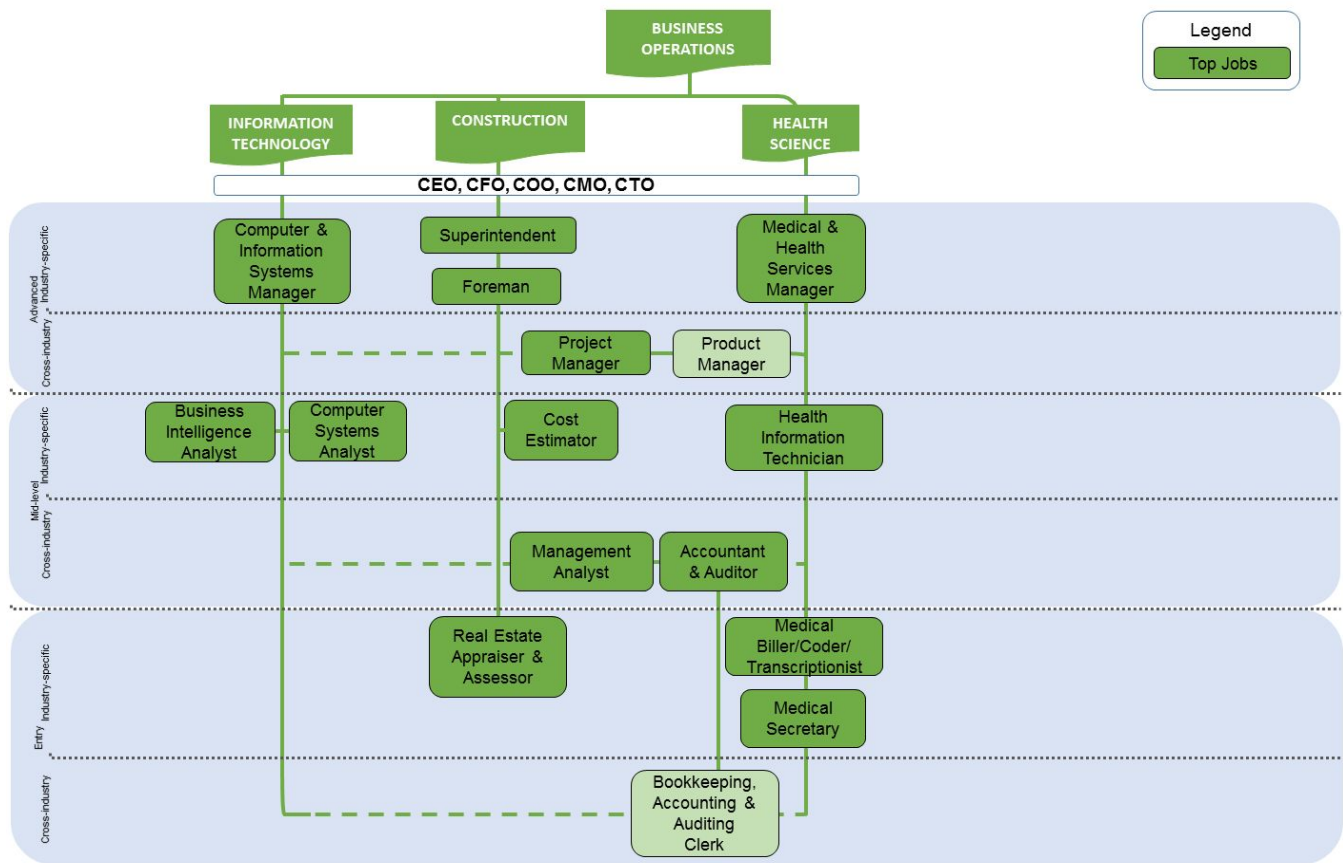 BUSINESS
OPERATIONS
Legend
Top Jobs
INFORMATION
TECHNOLOGY
CONSTRUCTION
HEALTH
SCIENCE
CEO, CFO, COO, CMO, CTO
Advanced
Industry-specific
Computer &
Information
Systems
Manager
Superintendent
Foreman
Medical &
Health
Services
Manager
Cross-industry
Project
Manager
Product
Manager
Mid-level
Industry-specific
Business
Intelligence
Analyst
Computer
Systems
Analyst
Cost
Estimator
Health
Information
Technician
Cross-industry
Management
Analyst
Accountant
& Auditor
Entry
Industry-specific
Real Estate
Appraiser &
Assessor
Medical
Biller/Coder/
Transcriptionist
Medical
Secretary
Cross-industry
Bookkeeping,
Accounting &
Auditing
Clerk